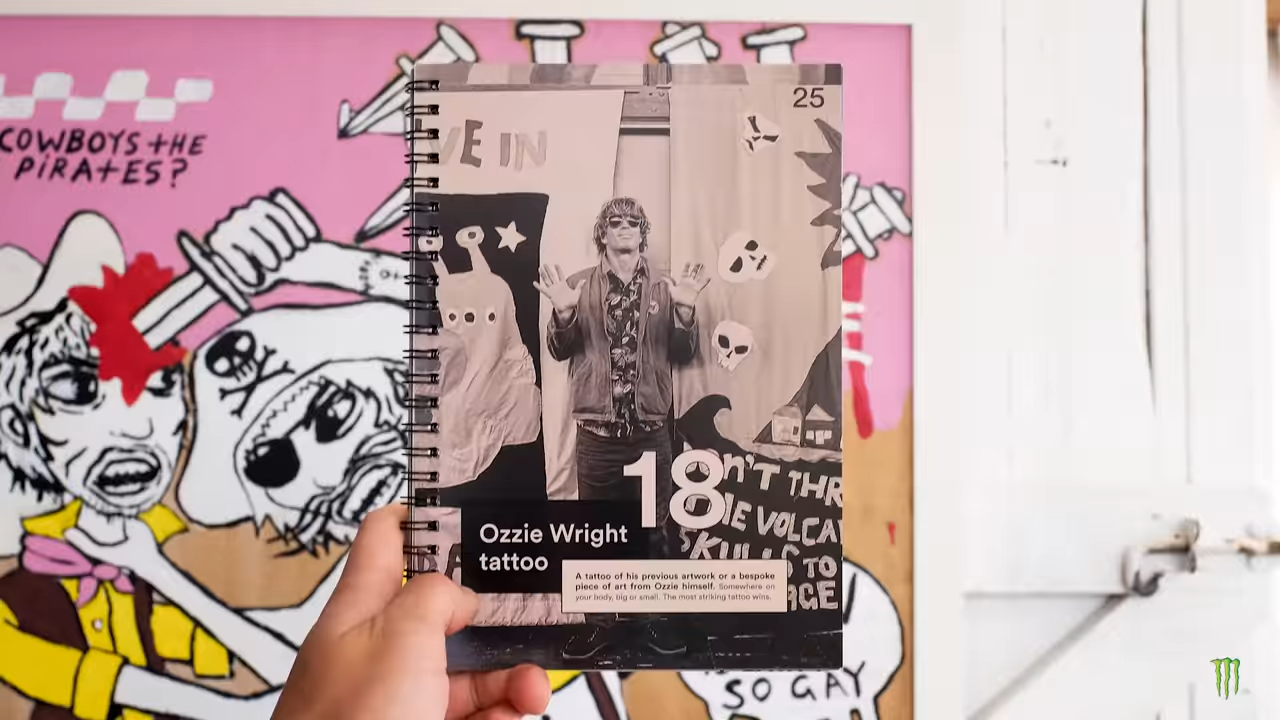 COWBOYS THE
PIRATES?
25
VE IN
18
N'T THR
VOLCA
TO
AGE
Ozzie Wright
tattoo
A tattoo of his previous artwork or a bespoke
piece of art from Ozzie himself. Somewhere on
your body, big or small. The most striking tattoo wins.
SO GAY